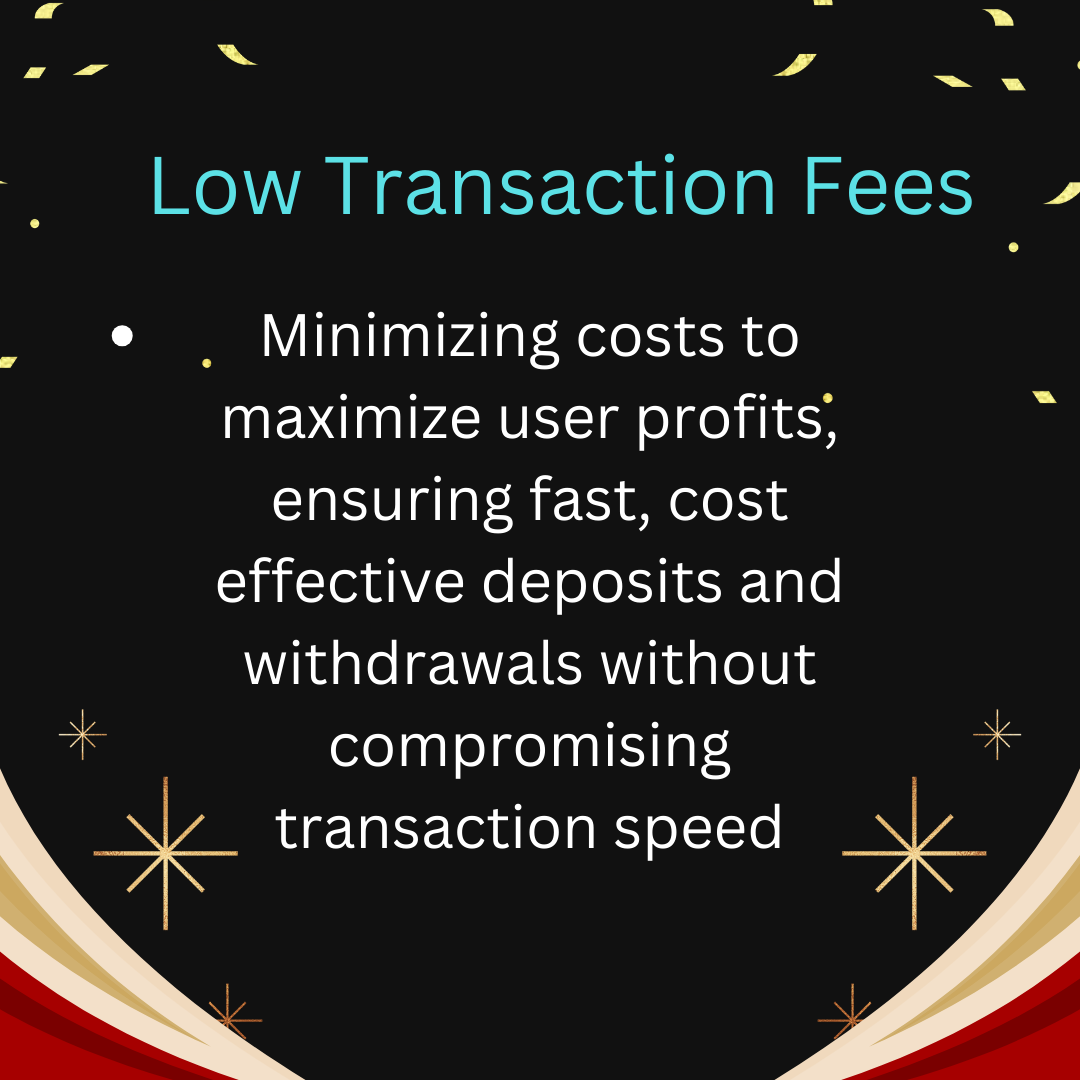 Low Transaction Fees
• Minimizing costs to
maximize user profits,
ensuring fast, cost
effective deposits and
withdrawals without
compromising
transaction speed